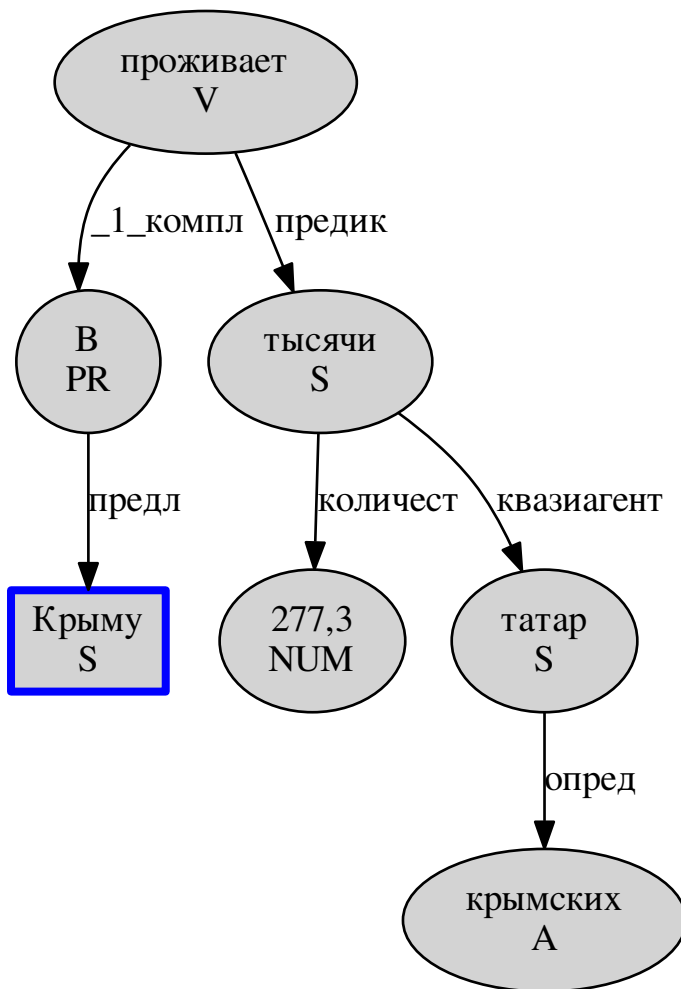 проживает
V
_1_компл
предик
В
PR
тысячи
S
предл
количест
квазиагент
Крыму
S
277,3
NUM
татар
S
опред
крымских
A